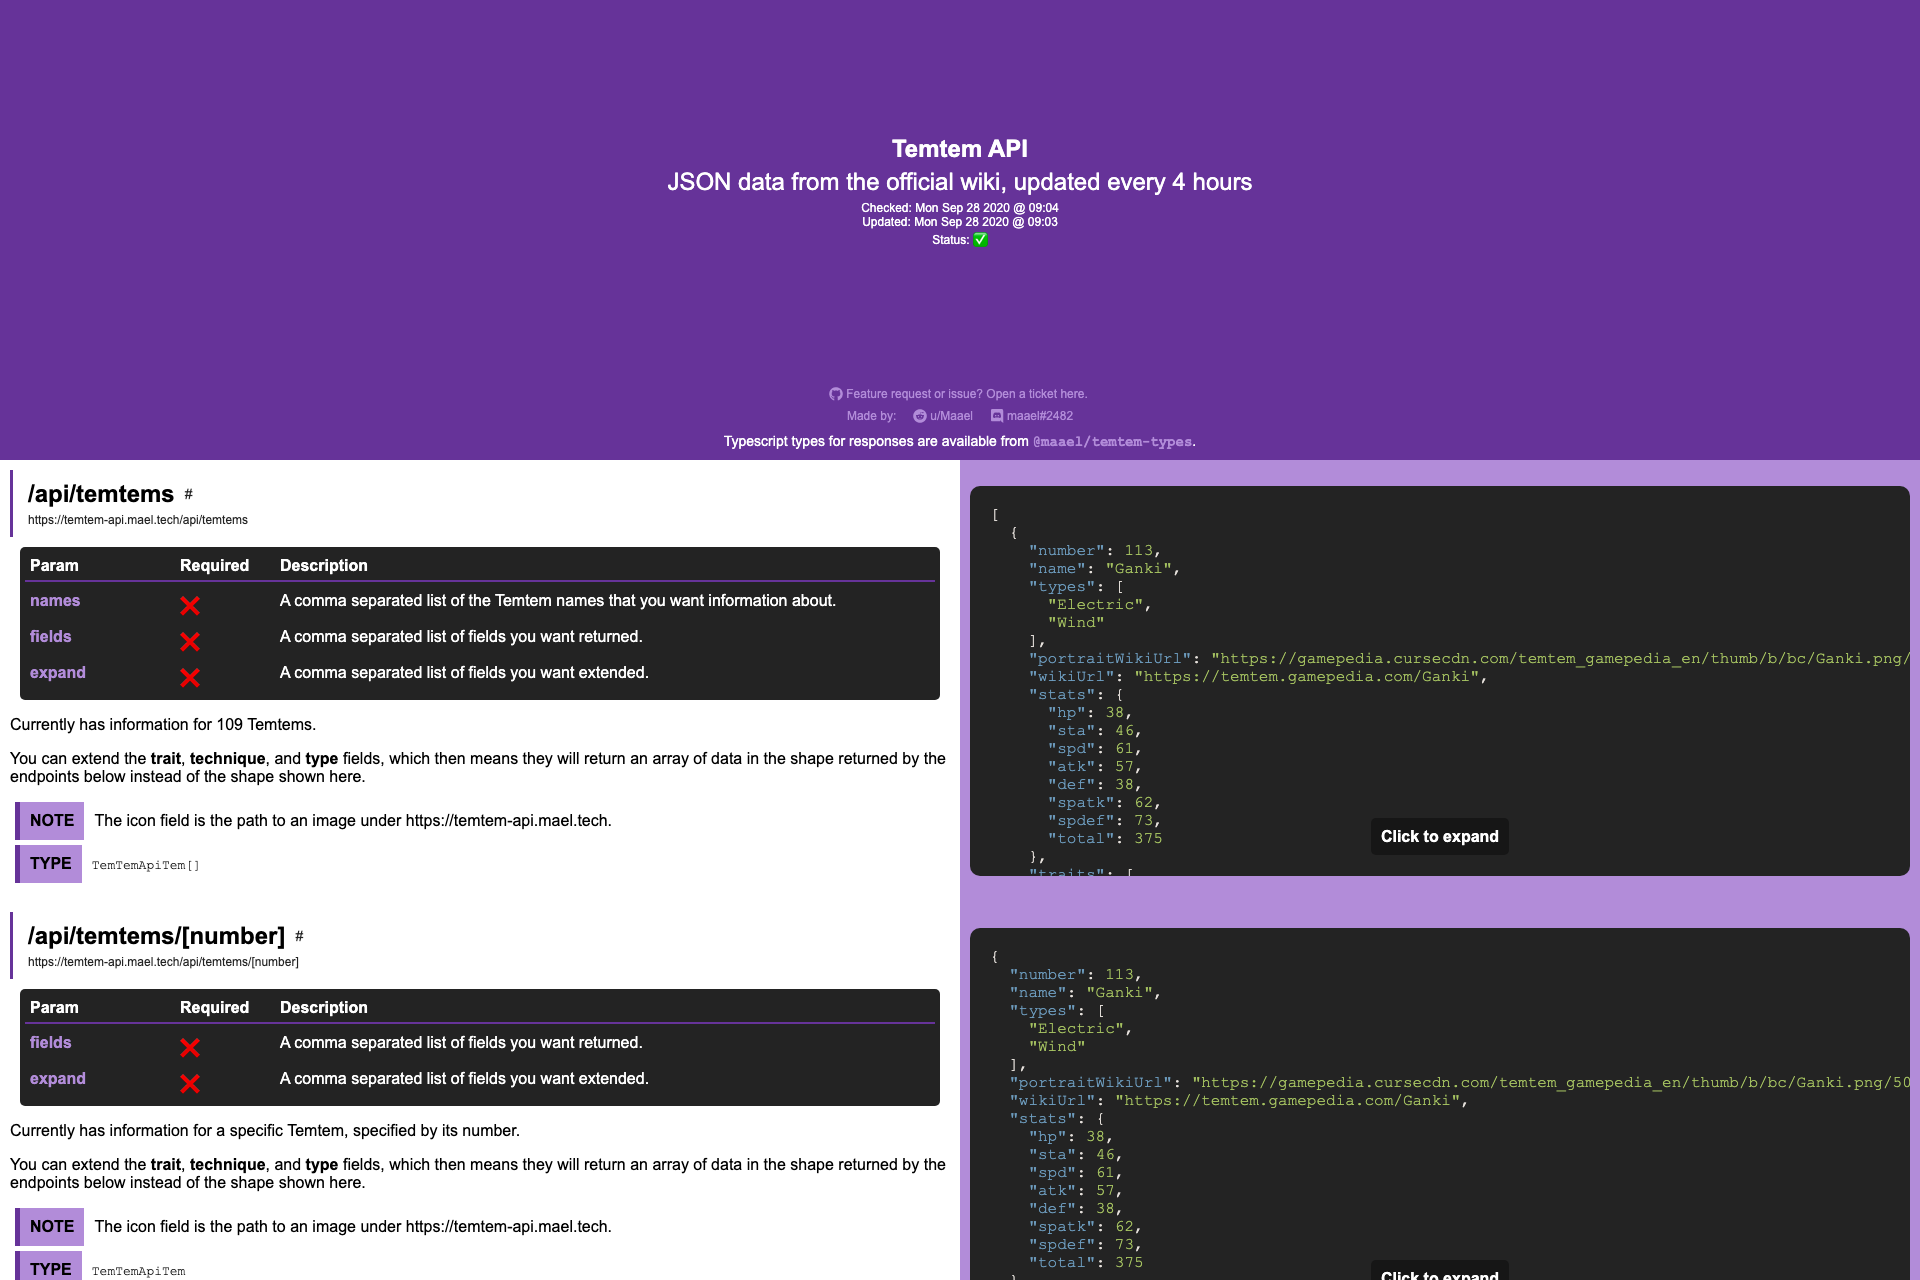 Temtem API
JSON data from the official wiki, updated every 4 hours
Checked: Mon Sep 28 2020 @ 09:04
Updated: Mon Sep 28 2020 @ 09:03
Status: ✅
Feature request or issue? Open a ticket here.
Made by: u/Maael maael#2482
Typescript types for responses are available from @maael/temtem-types.
/api/temtems #
https://temtem-api.mael.tech/api/temtems
Param Required Description
names ❌ A comma separated list of the Temtem names that you want information about.
fields ❌ A comma separated list of fields you want returned.
expand ❌ A comma separated list of fields you want extended.
Currently has information for 109 Temtems.
You can extend the trait, technique, and type fields, which then means they will return an array of data in the shape returned by the
endpoints below instead of the shape shown here.
NOTE The icon field is the path to an image under https://temtem-api.mael.tech.
TYPE TemTemApiTem[]
[
{
"number": 113,
"name": "Ganki",
"types": [
"Electric",
"Wind"
],
"portraitWikiUrl": "https://gamepedia.cursecdn.com/temtem_gamepedia_en/thumb/b/bc/Ganki.png/
"wikiUrl": "https://temtem.gamepedia.com/Ganki",
"stats": {
"hp": 38,
"sta": 46,
"spd": 61,
"atk": 57,
"def": 38,
"spatk": 62,
"spdef": 73,
"total": 375
},
"traits": [
Click to expand
/api/temtems/[number] #
https://temtem-api.mael.tech/api/temtems/[number]
Param Required Description
fields ❌ A comma separated list of fields you want returned.
expand ❌ A comma separated list of fields you want extended.
Currently has information for a specific Temtem, specified by its number.
You can extend the trait, technique, and type fields, which then means they will return an array of data in the shape returned by the
endpoints below instead of the shape shown here.
NOTE The icon field is the path to an image under https://temtem-api.mael.tech.
TYPE TemTemApiTem
{
"number": 113,
"name": "Ganki",
"types": [
"Electric",
"Wind"
],
"portraitWikiUrl": "https://gamepedia.cursecdn.com/temtem_gamepedia_en/thumb/b/bc/Ganki.png/50
"wikiUrl": "https://temtem.gamepedia.com/Ganki",
"stats": {
"hp": 38,
"sta": 46,
"spd": 61,
"atk": 57,
"def": 38,
"spatk": 62,
"spdef": 73,
"total": 375
}
Click to expand